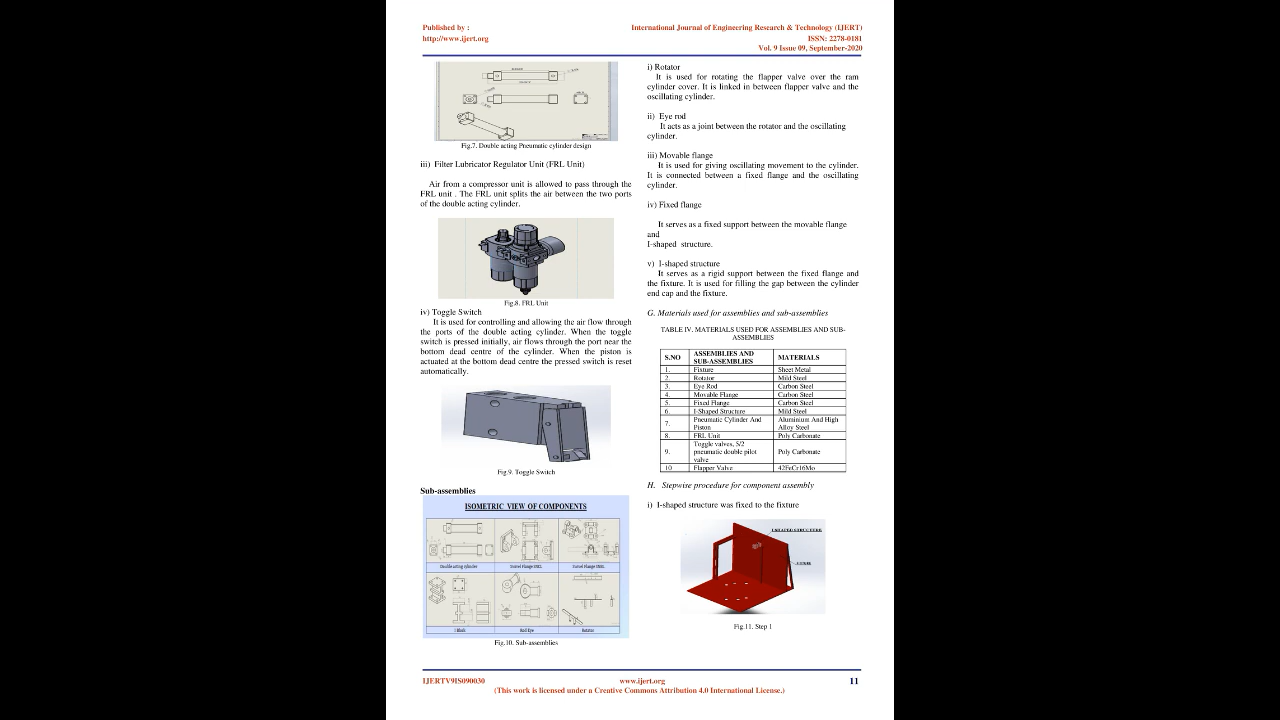 Published by :
http://www.ijert.org
International Journal of Engineering Research & Technology (IJERT)
ISSN: 2278-0181
Vol. 9 Issue 09, September-2020
Fig.7. Double acting Pneumatic cylinder design
iii) Filter Lubricator Regulator Unit (FRL Unit)
Air from a compressor unit is allowed to pass through the
FRL unit . The FRL unit splits the air between the two ports
of the double acting cylinder.
Fig.8. FRL Unit
iv) Toggle Switch
It is used for controlling and allowing the air flow through
the ports of the double acting cylinder. When the toggle
switch is pressed initially, air flows through the port near the
bottom dead centre of the cylinder. When the piston is
actuated at the bottom dead centre the pressed switch is reset
automatically.
Fig.9. Toggle Switch
Sub-assemblies
ISOMETRIC VIEW OF COMPONENTS
Double acting cylinder
Swivel Flange
Swivel Flange
I Block
Rod Eye
Rotator
Fig.10. Sub-assemblies
i) Rotator
It is used for rotating the flapper valve over the ram
cylinder cover. It is linked in between flapper valve and the
oscillating cylinder.
ii) Eye rod
It acts as a joint between the rotator and the oscillating
cylinder.
iii) Movable flange
It is used for giving oscillating movement to the cylinder.
It is connected between a fixed flange and the oscillating
cylinder.
iv) Fixed flange
It serves as a fixed support between the movable flange
and
I-shaped structure.
v) I-shaped structure
It serves as a rigid support between the fixed flange and
the fixture. It is used for filling the gap between the cylinder
end cap and the fixture.
G. Materials used for assemblies and sub-assemblies
TABLE IV. MATERIALS USED FOR ASSEMBLIES AND SUB-
ASSEMBLIES
S.NO ASSEMBLIES AND SUB-ASSEMBLIES MATERIALS
1. Fixture Sheet Metal
2. Rotator Mild Steel
3. Eye Rod Carbon Steel
4. Movable Flange Carbon Steel
5. Fixed Flange Carbon Steel
6. I-Shaped Structure Mild Steel
7. Pneumatic Cylinder And Piston Aluminium And High Alloy Steel
8. FRL Unit Poly Carbonate
9. Toggle valves, 5/2 pneumatic double pilot valve Poly Carbonate
10 Flapper Valve 42FeCr16Mo
H. Stepwise procedure for component assembly
i) I-shaped structure was fixed to the fixture
I-SHAPED STRUCTURE
Fig.11. Step 1
IJERTV9IS090030
www.ijert.org
11
(This work is licensed under a Creative Commons Attribution 4.0 International License.)